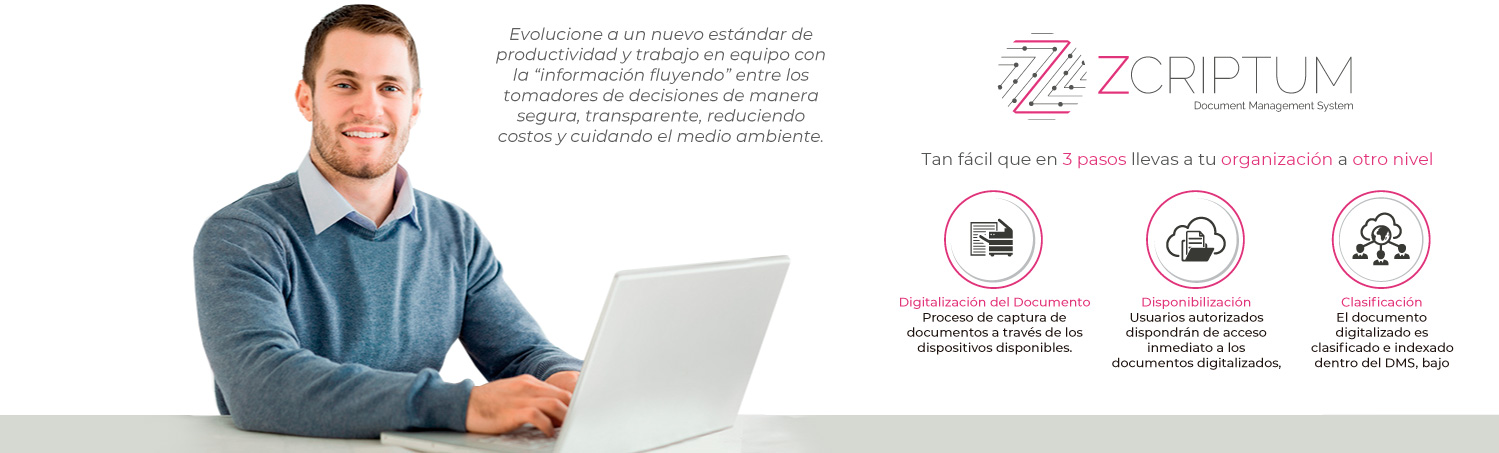 Evolucione a un nuevo estándar de
productividad y trabajo en equipo con
la “información fluyendo” entre los
tomadores de decisiones de manera
segura, transparente, reduciendo
costos y cuidando el medio ambiente.
ZCRIPTUM
Document Management System
Tan fácil que en 3 pasos llevas a tu organización a otro nivel
Digitalización del Documento
Proceso de captura de
documentos a través de los
dispositivos disponibles.
Disponibilización
Usuarios autorizados
dispondrán de acceso
inmediato a los
documentos digitalizados,
Clasificación
El documento
digitalizado es
clasificado e indexado
dentro del DMS, bajo